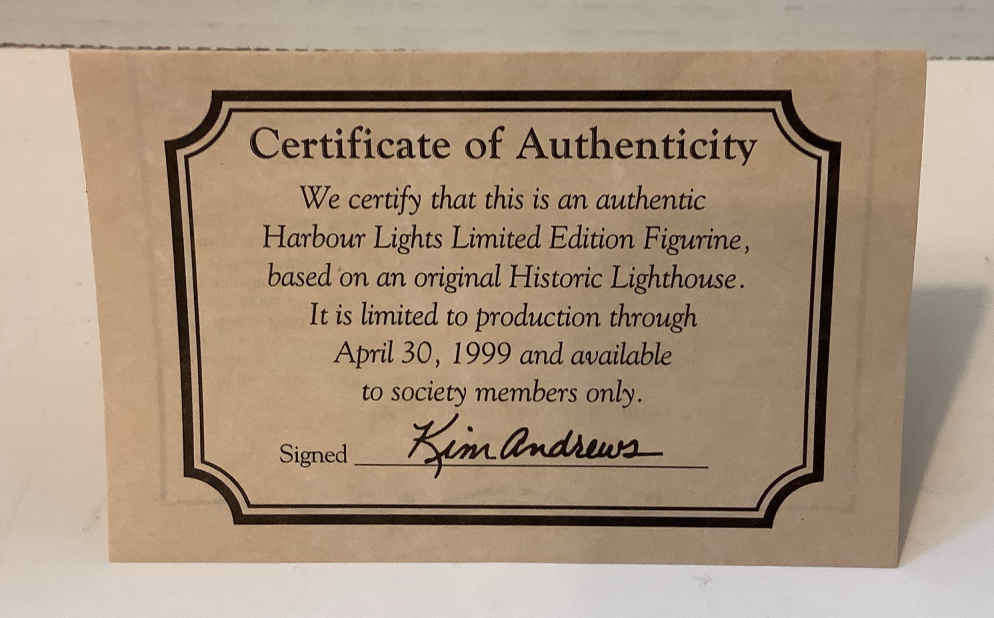 Certificate of Authenticity
We certify that this is an authentic
Harbour Lights Limited Edition Figurine,
based on an original Historic Lighthouse.
It is limited to production through
April 30, 1999 and available
to society members only.
Signed Kim Andrews